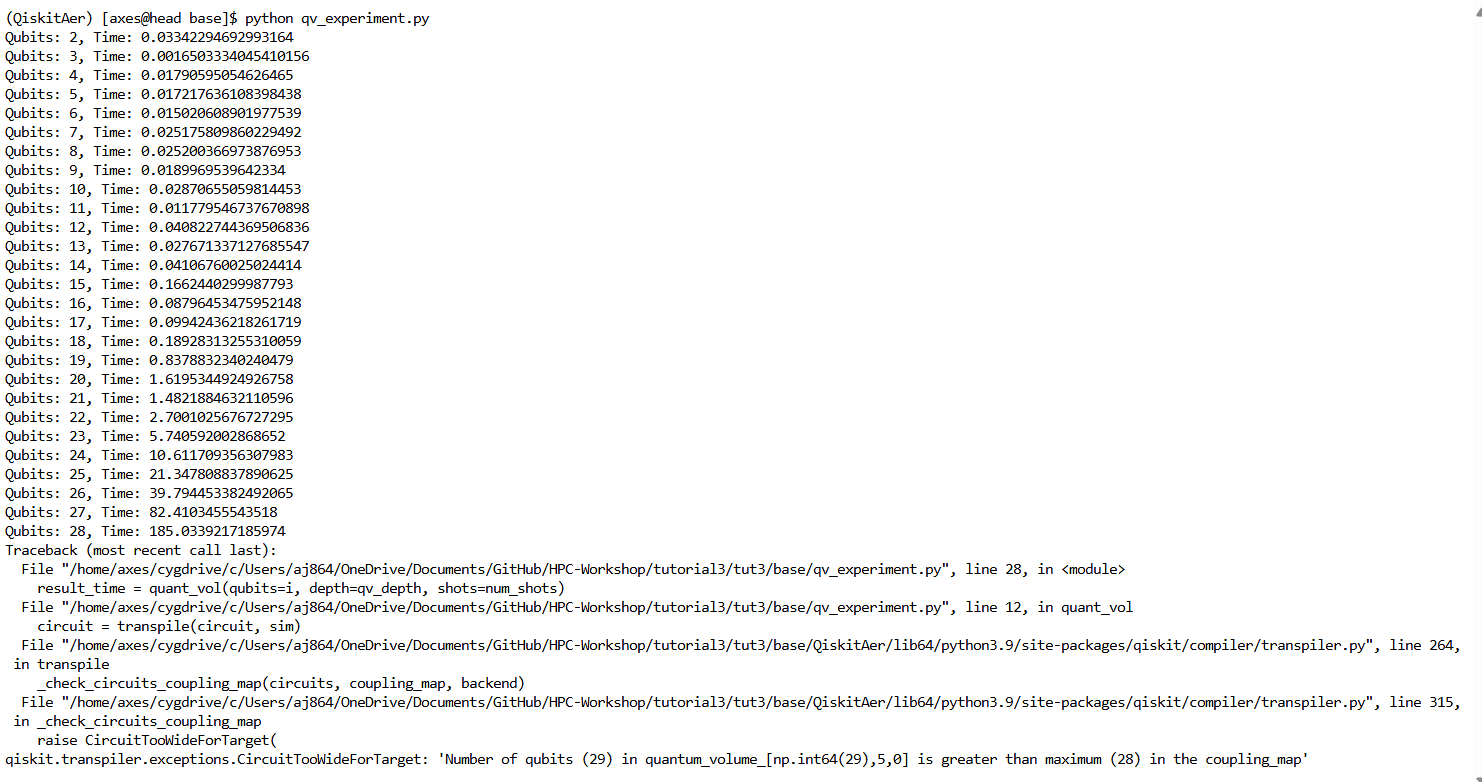 (QiskitAer) [axes@head base]$ python qv_experiment.py
Qubits: 2, Time: 0.03342294692993164
Qubits: 3, Time: 0.0016503334045410156
Qubits: 4, Time: 0.01790595054626465
Qubits: 5, Time: 0.017217636108398438
Qubits: 6, Time: 0.015020608901977539
Qubits: 7, Time: 0.025175809860229492
Qubits: 8, Time: 0.025200366973876953
Qubits: 9, Time: 0.0189969539642334
Qubits: 10, Time: 0.02870655059814453
Qubits: 11, Time: 0.011779546737670898
Qubits: 12, Time: 0.040822744369506836
Qubits: 13, Time: 0.027671337127685547
Qubits: 14, Time: 0.04106760025024414
Qubits: 15, Time: 0.1662440299987793
Qubits: 16, Time: 0.08796453475952148
Qubits: 17, Time: 0.09942436218261719
Qubits: 18, Time: 0.18928313255310059
Qubits: 19, Time: 0.8378832340240479
Qubits: 20, Time: 1.6195344924926758
Qubits: 21, Time: 1.4821884632110596
Qubits: 22, Time: 2.7001025676727295
Qubits: 23, Time: 5.740592002868652
Qubits: 24, Time: 10.611709356307983
Qubits: 25, Time: 21.347808837890625
Qubits: 26, Time: 39.794453382492065
Qubits: 27, Time: 82.4103455543518
Qubits: 28, Time: 185.0339217185974
Traceback (most recent call last):
  File "/home/axes/cygdrive/c/Users/aj864/OneDrive/Documents/GitHub/HPC-Workshop/tutorial3/tut3/base/qv_experiment.py", line 28, in <module>
    result_time = quant_vol(qubits=i, depth=qv_depth, shots=num_shots)
  File "/home/axes/cygdrive/c/Users/aj864/OneDrive/Documents/GitHub/HPC-Workshop/tutorial3/tut3/base/qv_experiment.py", line 12, in quant_vol
    circuit = transpile(circuit, sim)
  File "/home/axes/cygdrive/c/Users/aj864/OneDrive/Documents/GitHub/HPC-Workshop/tutorial3/tut3/base/QiskitAer/lib64/python3.9/site-packages/qiskit/compiler/transpiler.py", line 264,
 in transpile
    _check_circuits_coupling_map(circuits, coupling_map, backend)
  File "/home/axes/cygdrive/c/Users/aj864/OneDrive/Documents/GitHub/HPC-Workshop/tutorial3/tut3/base/QiskitAer/lib64/python3.9/site-packages/qiskit/compiler/transpiler.py", line 315,
 in _check_circuits_coupling_map
    raise CircuitTooWideForTarget(
qiskit.transpiler.exceptions.CircuitTooWideForTarget: 'Number of qubits (29) in quantum_volume_[np.int64(29),5,0] is greater than maximum (28) in the coupling_map'